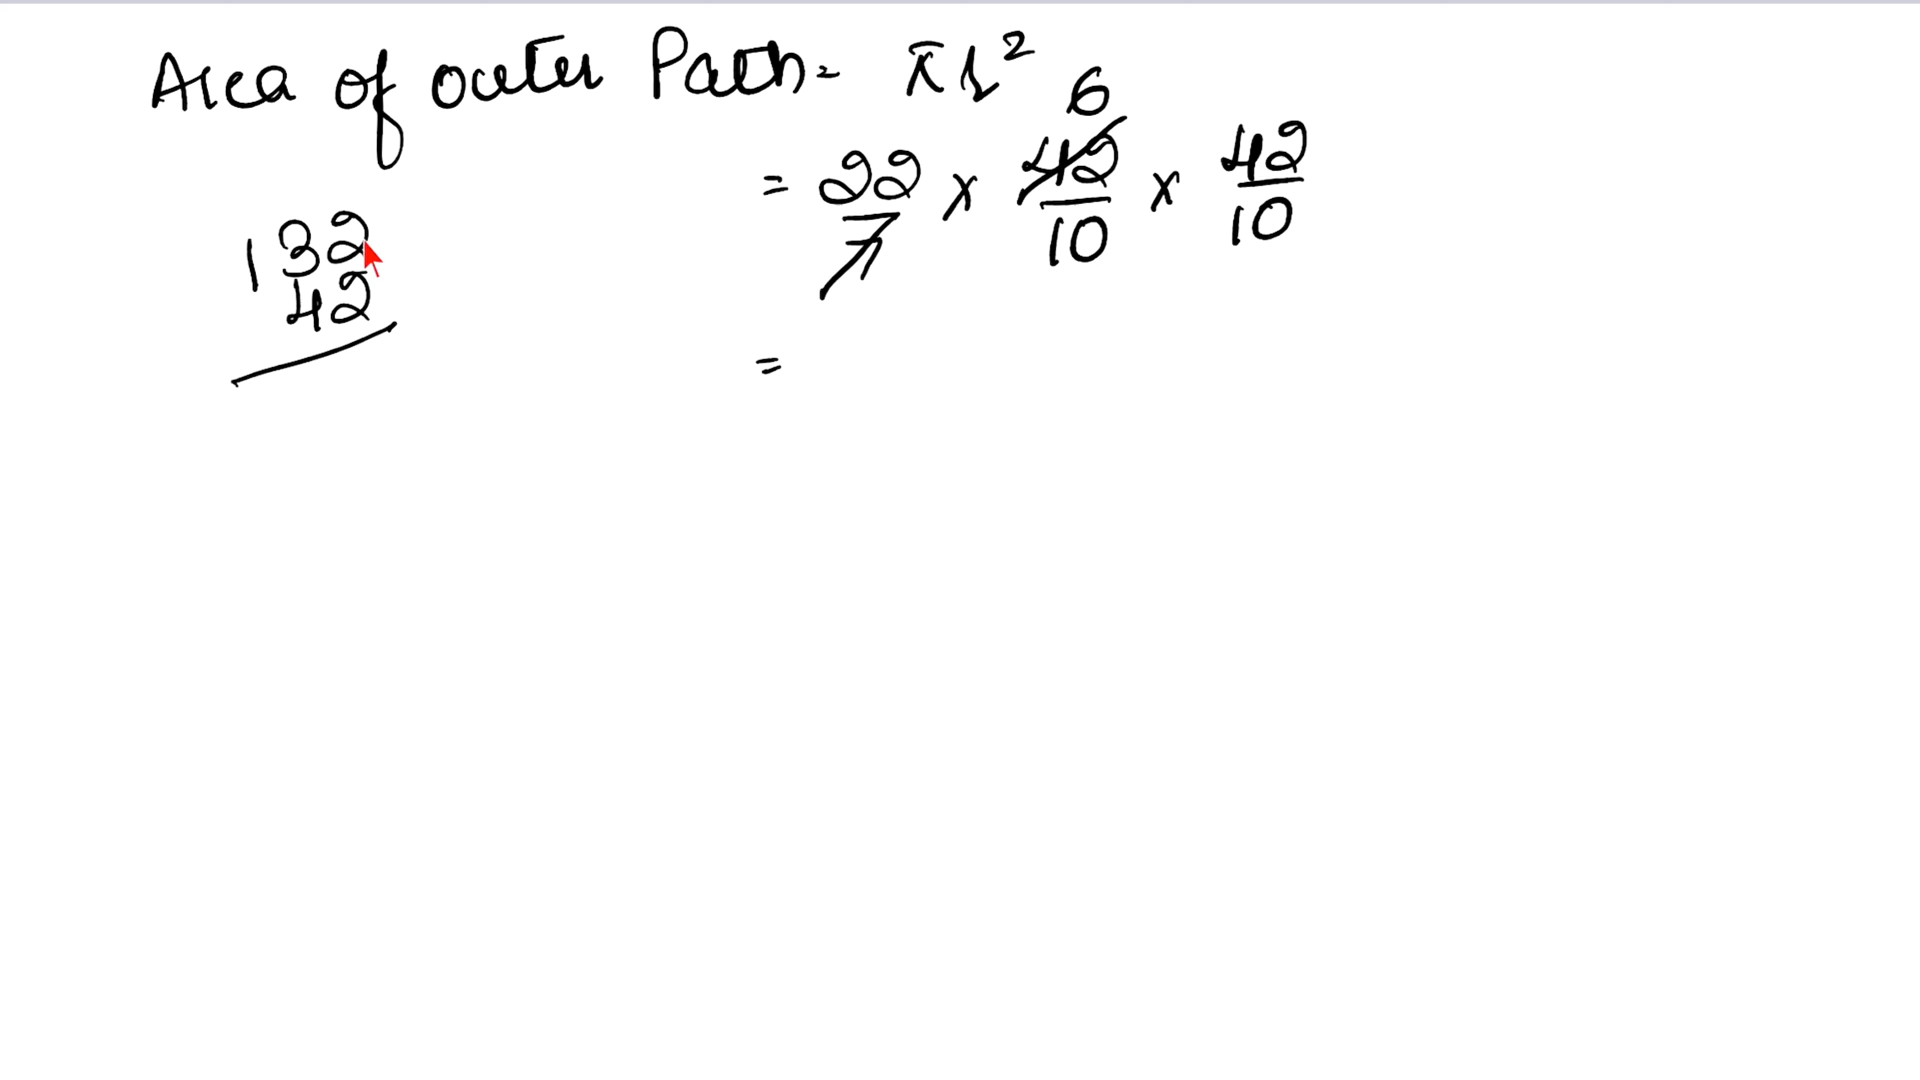 Area of outer Path = πr²
6
= 22/7 × 42/10 × 42/10
132
42
=